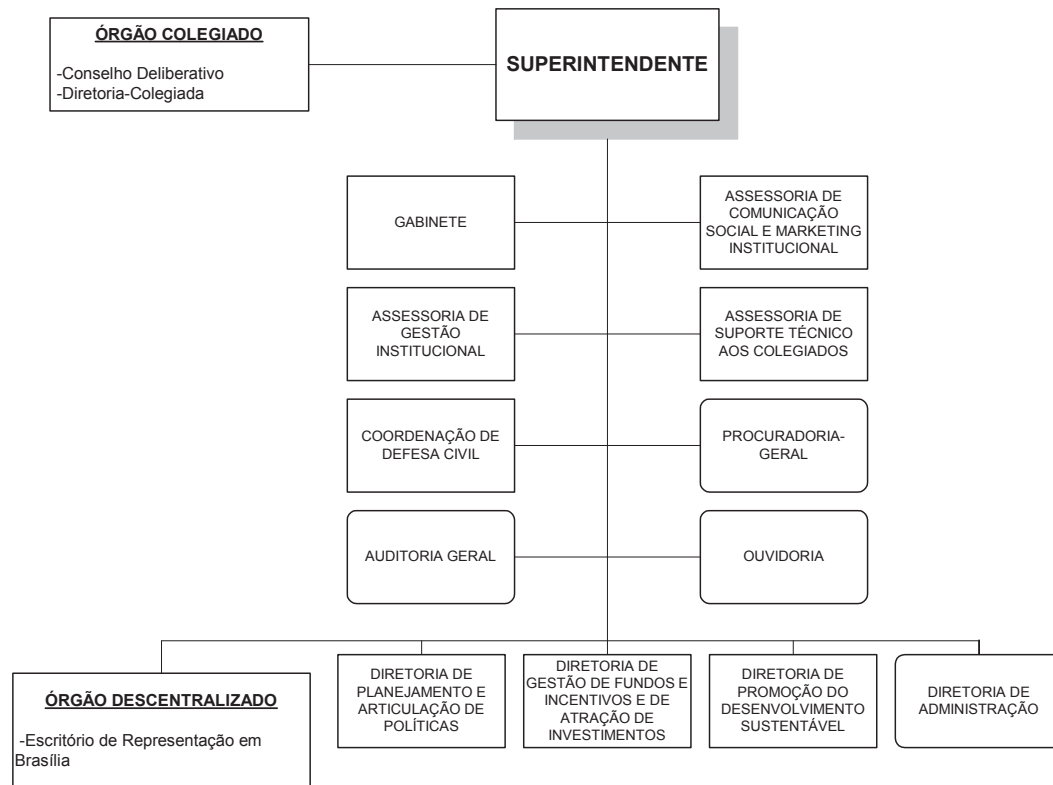 ÓRGÃO COLEGIADO
-Conselho Deliberativo
-Diretoria-Colegiada
SUPERINTENDENTE
GABINETE
ASSESSORIA DE
COMUNICAÇÃO
SOCIAL E MARKETING
INSTITUCIONAL
ASSESSORIA DE
GESTÃO
INSTITUCIONAL
ASSESSORIA DE
SUPORTE TÉCNICO
AOS COLEGIADOS
COORDENAÇÃO DE
DEFESA CIVIL
PROCURADORIA-
GERAL
AUDITORIA GERAL
OUVIDORIA
ÓRGÃO DESCENTRALIZADO
-Escritório de Representação em
Brasília
DIRETORIA DE
PLANEJAMENTO E
ARTICULAÇÃO DE
POLÍTICAS
DIRETORIA DE
GESTÃO DE FUNDOS E
INCENTIVOS E DE
ATRAÇÃO DE
INVESTIMENTOS
DIRETORIA DE
PROMOÇÃO DO
DESENVOLVIMENTO
SUSTENTÁVEL
DIRETORIA DE
ADMINISTRAÇÃO